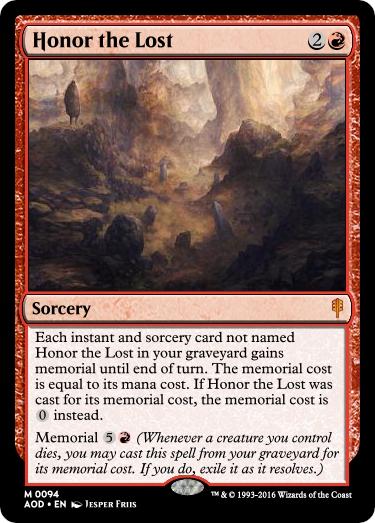 Honor the Lost 2
Sorcery
Each instant and sorcery card not named
Honor the Lost in your graveyard gains
memorial until end of turn. The memorial cost
is equal to its mana cost. If Honor the Lost was
cast for its memorial cost, the memorial cost is
0 instead.
Memorial 5 (Whenever a creature you control
dies, you may cast this spell from your graveyard for
its memorial cost. If you do, exile it as it resolves.)
M 0094
AOD • EN Jesper Friis
™ & © 1993-2016 Wizards of the Coast